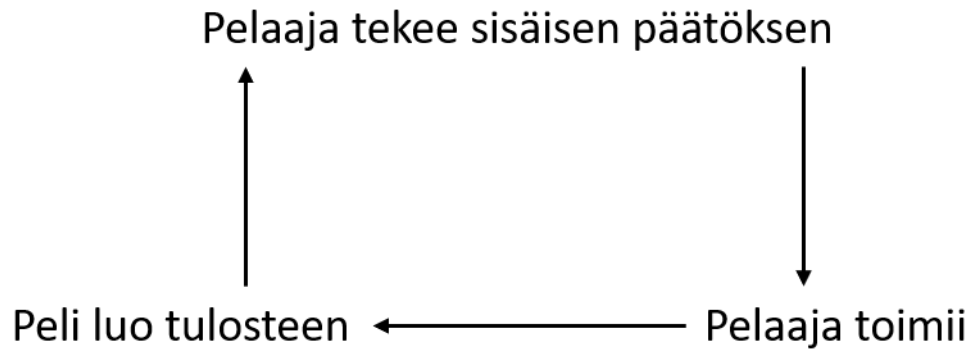 Pelaaja tekee sisäisen päätöksen
Peli luo tulosteen
Pelaaja toimii